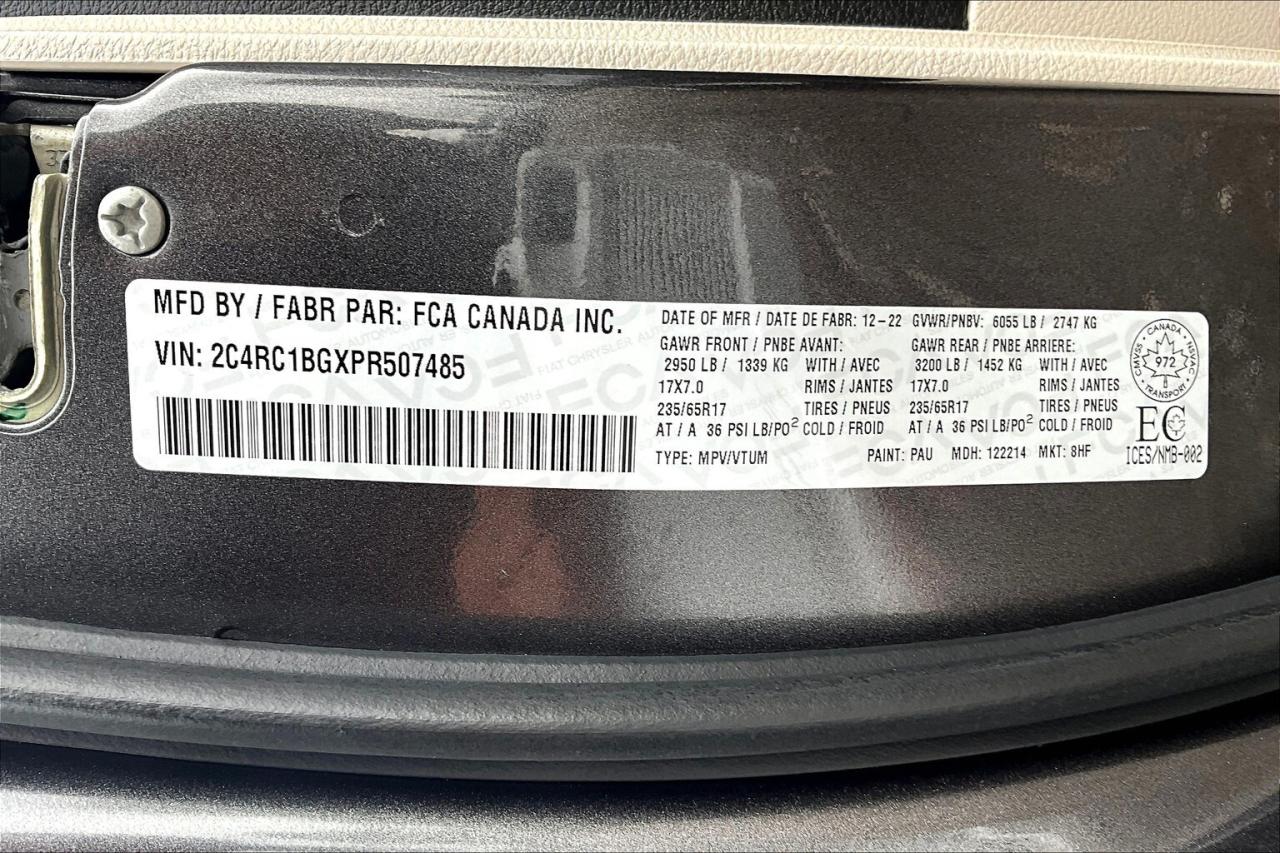 MFD BY / FABR PAR: FCA CANADA INC.
VIN: 2C4RC1BGXPR507485
DATE OF MFR / DATE DE FABR: 12-22 GVWR/PNBV: 6055 LB / 2747 KG
GAWR FRONT / PNBE AVANT: GAWR REAR / PNBE ARRIERE:
2950 LB / 1339 KG WITH / AVEC 3200 LB / 1452 KG WITH / AVEC
17X7.0 RIMS / JANTES 17X7.0 RIMS / JANTES
235/65R17 TIRES / PNEUS 235/65R17 TIRES / PNEUS
AT / A 36 PSI LB/PO² COLD / FROID AT / A 36 PSI LB/PO² COLD / FROID
TYPE: MPV/VTUM PAINT: PAU MDH: 122214 MKT: 8HF
CANADA
CMVSS NSVAC
972
TRANSPORT
EC
ICES/NMB-002